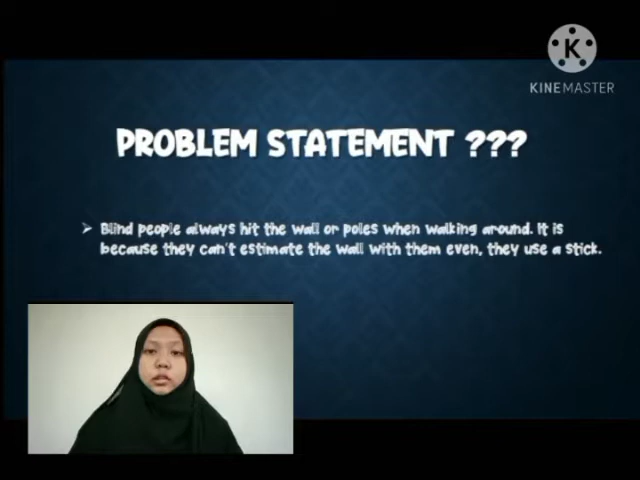 K
KINEMASTER
PROBLEM STATEMENT ???
Blind people always hit the wall or poles when walking around. It is
because they can't estimate the wall with them even, they use a stick.